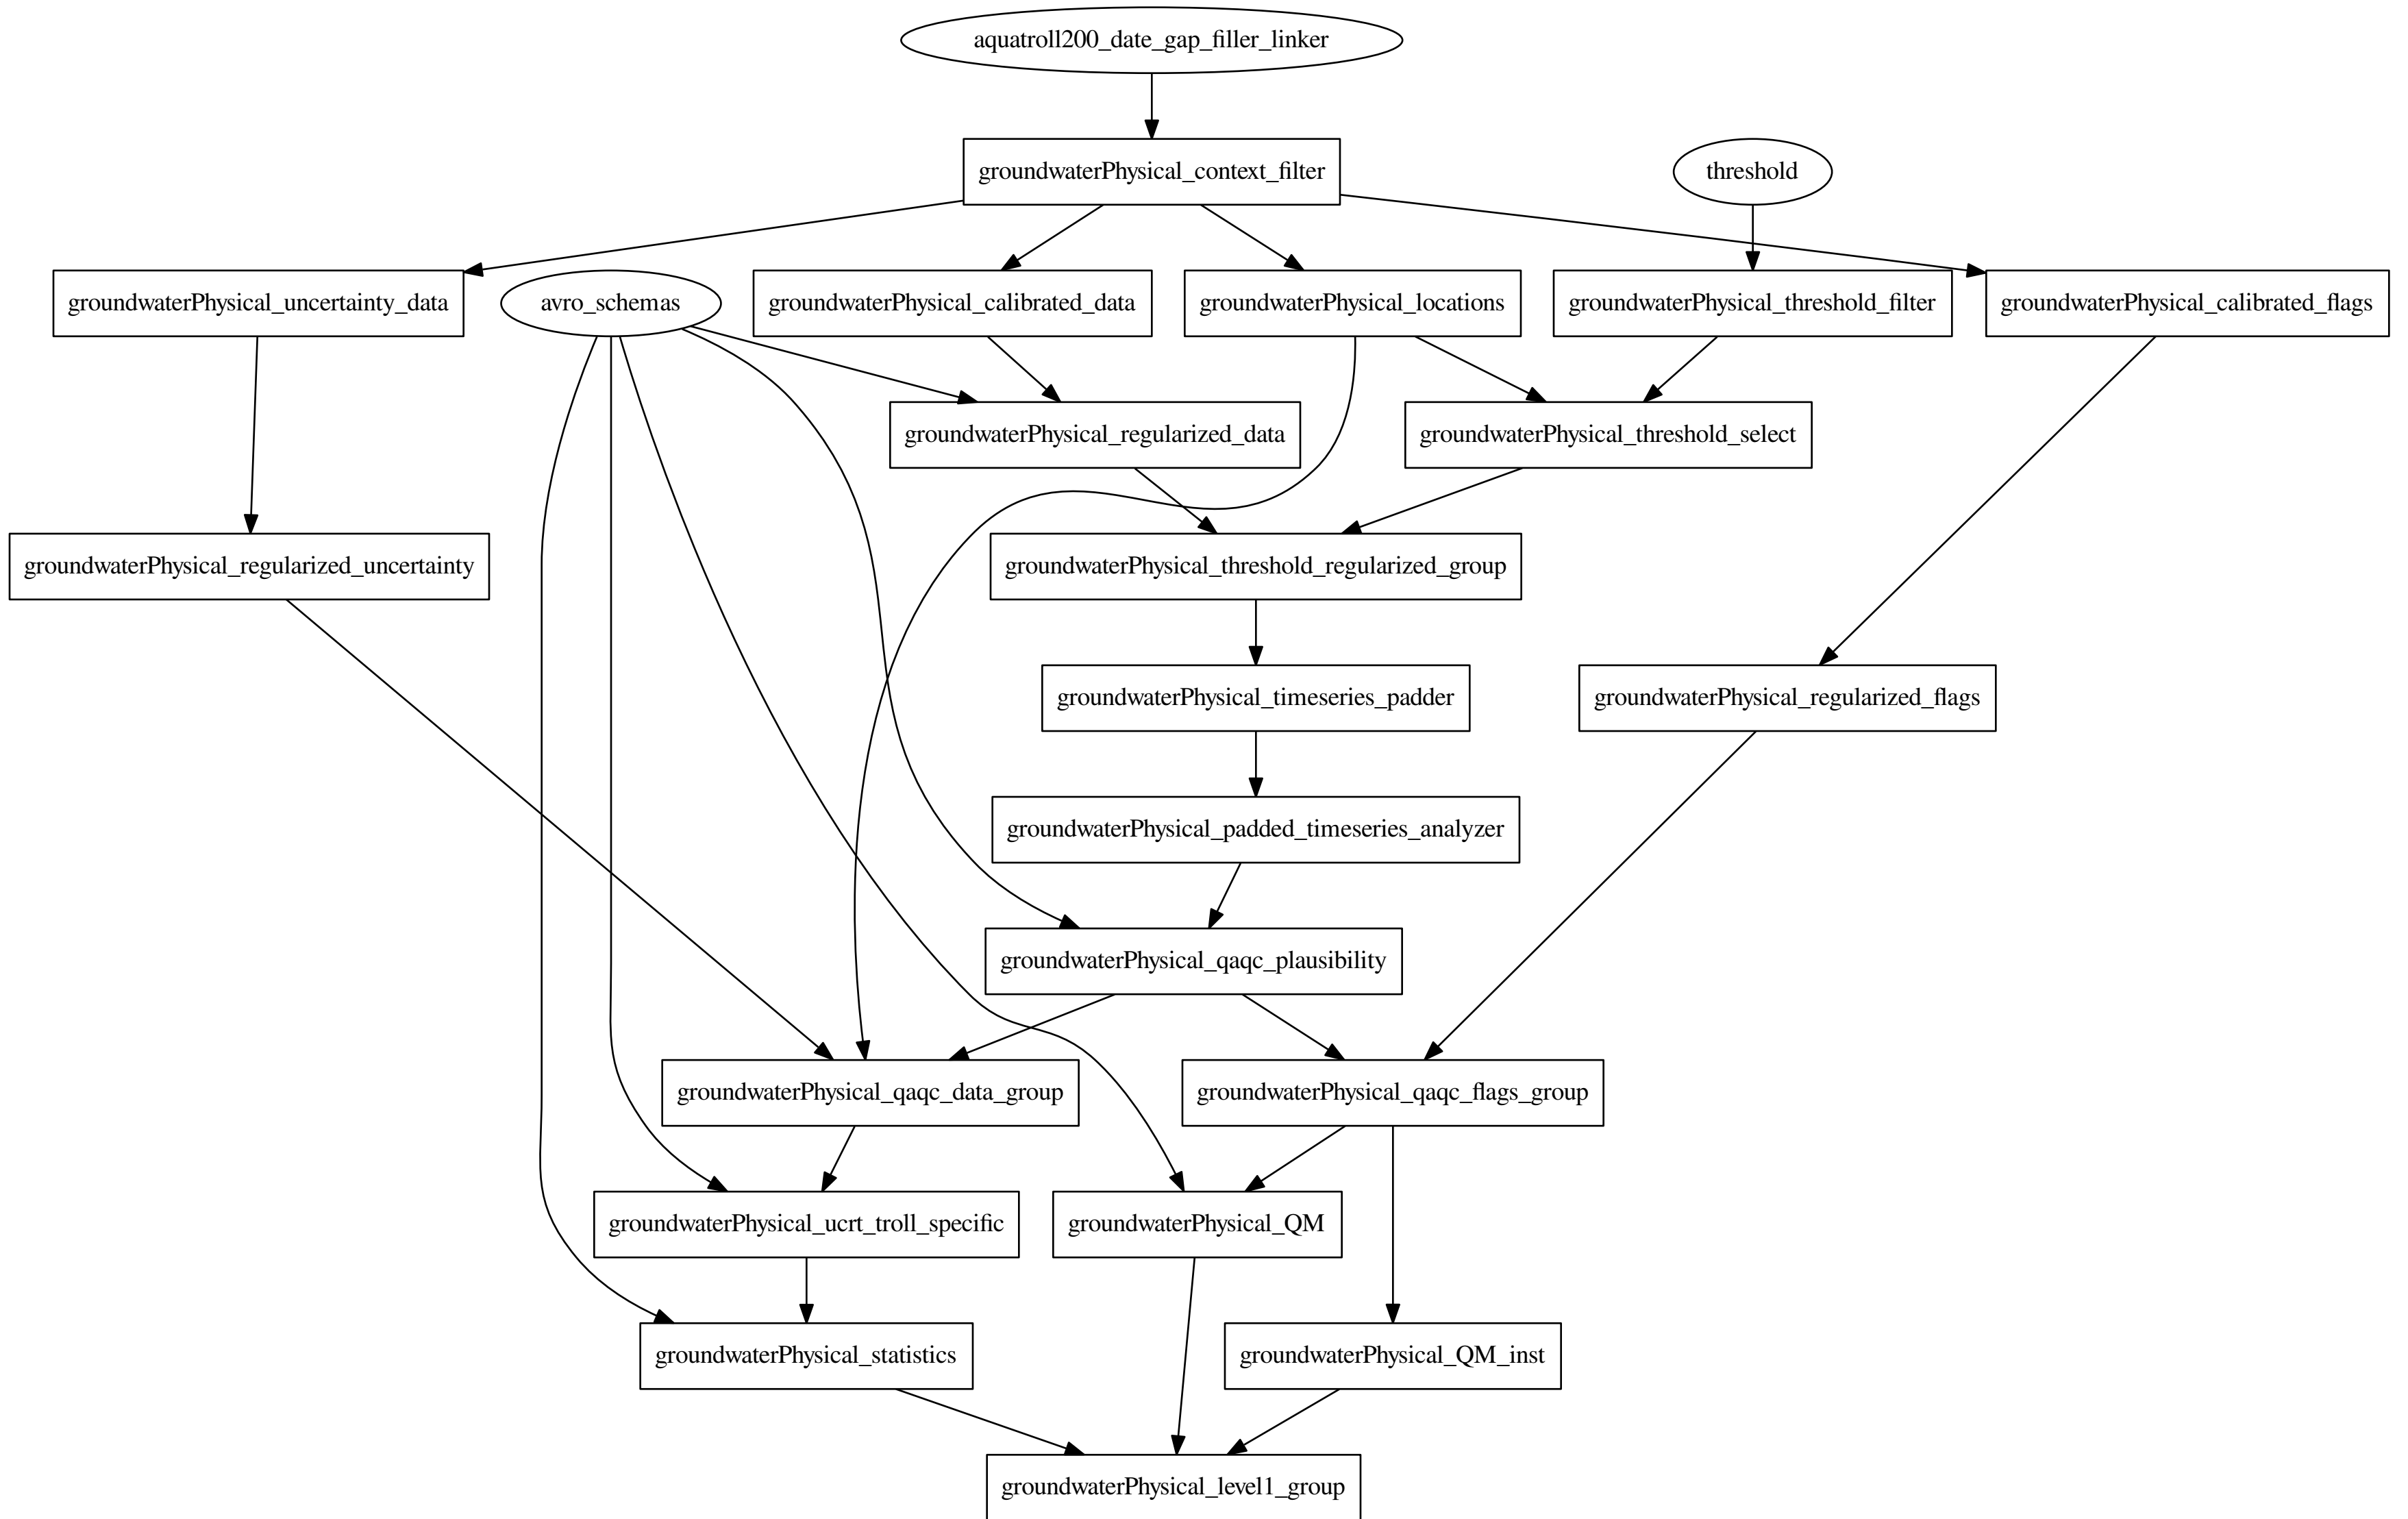 aquatroll200_date_gap_filler_linker
groundwaterPhysical_context_filter
threshold
groundwaterPhysical_uncertainty_data
avro_schemas
groundwaterPhysical_calibrated_data
groundwaterPhysical_locations
groundwaterPhysical_threshold_filter
groundwaterPhysical_calibrated_flags
groundwaterPhysical_regularized_data
groundwaterPhysical_threshold_select
groundwaterPhysical_regularized_uncertainty
groundwaterPhysical_threshold_regularized_group
groundwaterPhysical_timeseries_padder
groundwaterPhysical_regularized_flags
groundwaterPhysical_padded_timeseries_analyzer
groundwaterPhysical_qaqc_plausibility
groundwaterPhysical_qaqc_data_group
groundwaterPhysical_qaqc_flags_group
groundwaterPhysical_ucrt_troll_specific
groundwaterPhysical_QM
groundwaterPhysical_statistics
groundwaterPhysical_QM_inst
groundwaterPhysical_level1_group